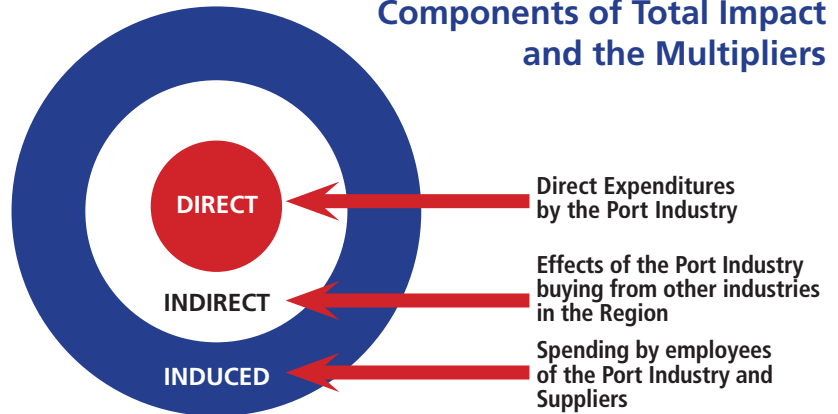 Components of Total Impact
and the Multipliers
DIRECT
Direct Expenditures
by the Port Industry
INDIRECT
Effects of the Port Industry
buying from other industries
in the Region
INDUCED
Spending by employees
of the Port Industry and
Suppliers